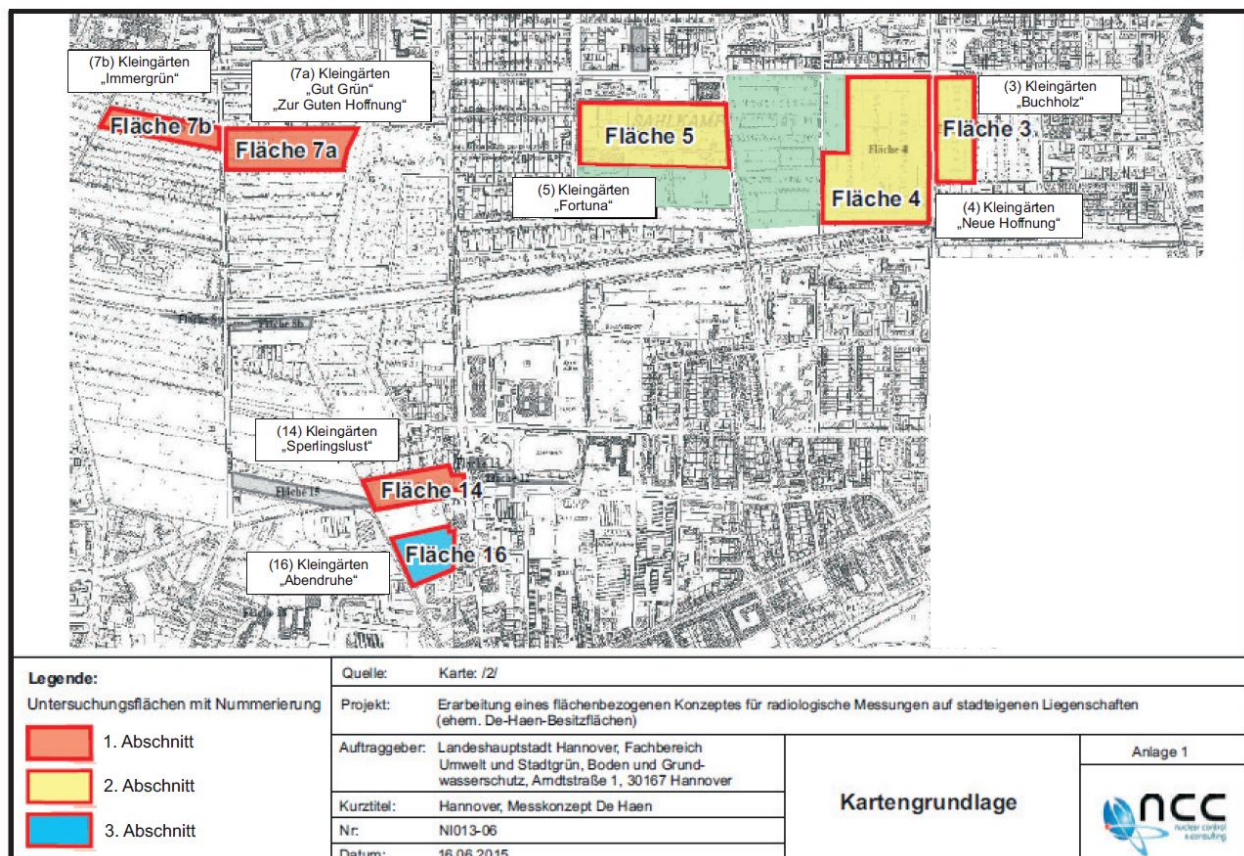 (7b) Kleingärten
„Immergrün“
(7a) Kleingärten
„Gut Grün“
„Zur Guten Hoffnung“
(3) Kleingärten
„Buchholz“
Fläche 7b
Fläche 7a
SAHLKAMP
Fläche 5
Fläche 3
Fläche 4
(5) Kleingärten
„Fortuna“
Fläche 4
(4) Kleingärten
„Neue Hoffnung“
(14) Kleingärten
„Sperlingslust“
Fläche 14
Fläche 15
Fläche 16
(16) Kleingärten
„Abendruhe“
Legende:
Untersuchungsflächen mit Nummerierung
1. Abschnitt
2. Abschnitt
3. Abschnitt
Quelle: Karte: /2/
Projekt: Erarbeitung eines flächenbezogenen Konzeptes für radiologische Messungen auf stadteigenen Liegenschaften
(ehem. De-Haen-Besitzflächen)
Auftraggeber: Landeshauptstadt Hannover, Fachbereich
Umwelt und Stadtgrün, Boden und Grund-
wasserschutz, Arndtstraße 1, 30167 Hannover
Kurztitel: Hannover, Messkonzept De Haen
Nr: NI013-06
Datum: 16.06.2015
Kartengrundlage
Anlage 1
ncc
nuclear control
& consulting